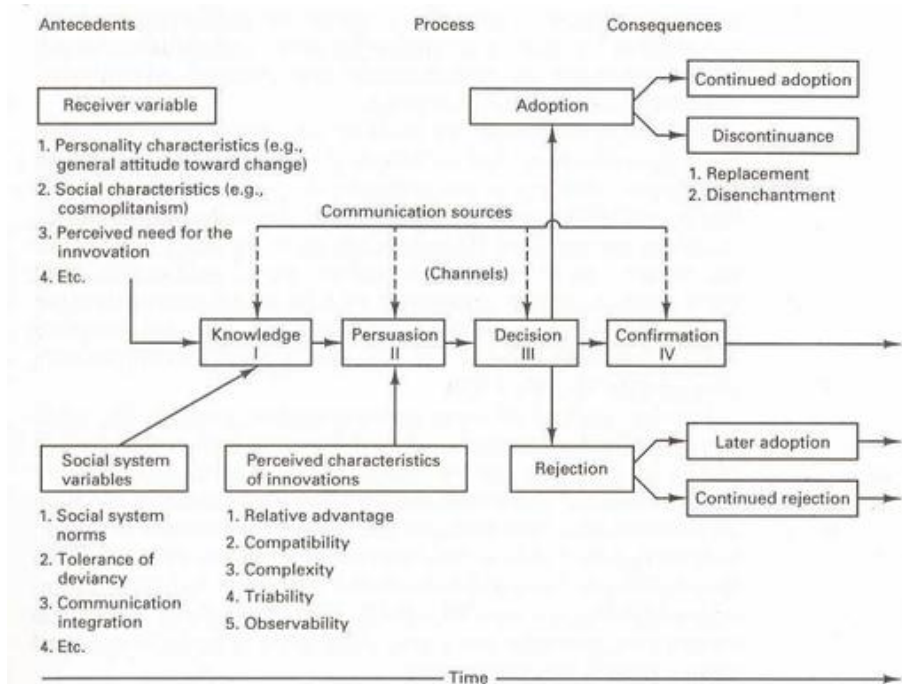 Antecedents
Process
Consequences
Receiver variable
1. Personality characteristics (e.g.,
general attitude toward change)
2. Social characteristics (e.g.,
cosmoplitanism)
3. Perceived need for the
innvovation
4. Etc.
Adoption
Continued adoption
Discontinuance
1. Replacement
2. Disenchantment
Communication sources
(Channels)
Knowledge
I
Persuasion
II
Decision
III
Confirmation
IV
Social system
variables
1. Social system
norms
2. Tolerance of
deviancy
3. Communication
integration
4. Etc.
Perceived characteristics
of innovations
1. Relative advantage
2. Compatibility
3. Complexity
4. Triability
5. Observability
Rejection
Later adoption
Continued rejection
Time